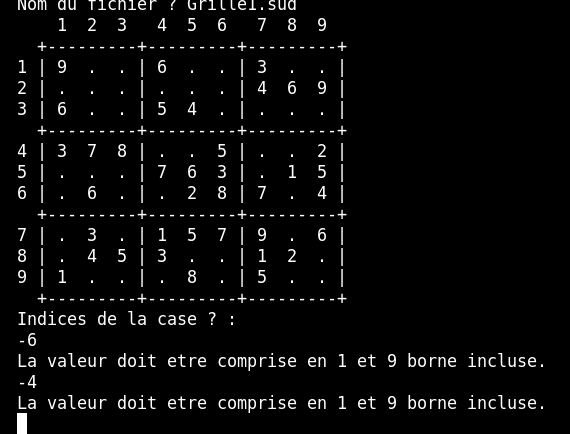 Nom du fichier ? Grille1.sud
    1  2  3   4  5  6   7  8  9
  +---------+---------+---------+
1 | 9  .  . | 6  .  . | 3  .  . |
2 | .  .  . | .  .  . | 4  6  9 |
3 | 6  .  . | 5  4  . | .  .  . |
  +---------+---------+---------+
4 | 3  7  8 | .  .  5 | .  .  2 |
5 | .  .  . | 7  6  3 | .  1  5 |
6 | .  6  . | .  2  8 | 7  .  4 |
  +---------+---------+---------+
7 | .  3  . | 1  5  7 | 9  .  6 |
8 | .  4  5 | 3  .  . | 1  2  . |
9 | 1  .  . | .  8  . | 5  .  . |
  +---------+---------+---------+
Indices de la case ? :
-6
La valeur doit etre comprise en 1 et 9 borne incluse.
-4
La valeur doit etre comprise en 1 et 9 borne incluse.